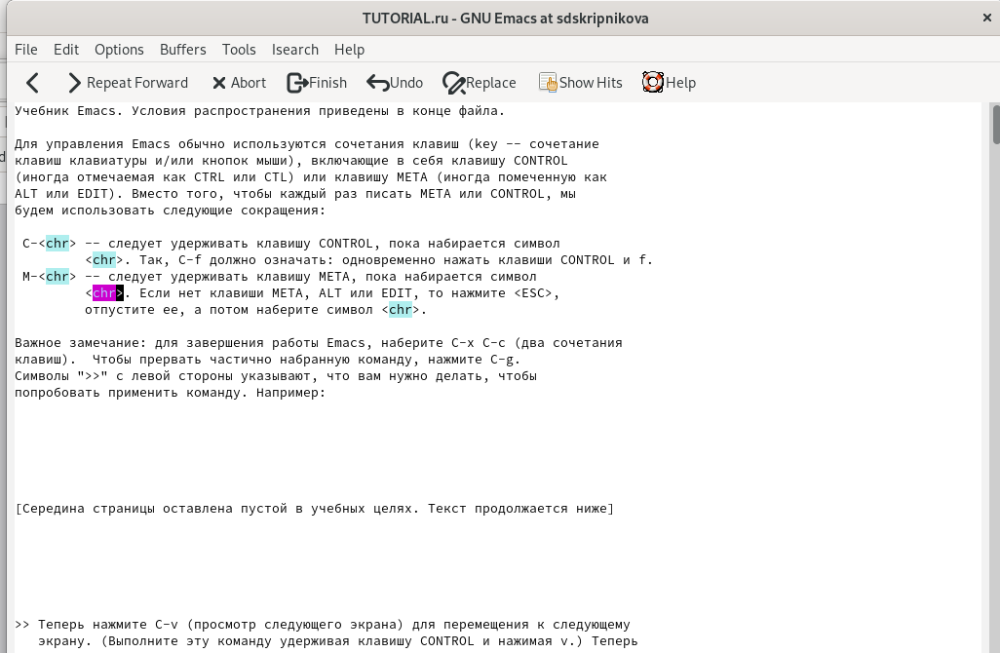 TUTORIAL.ru - GNU Emacs at sdskripnikova
File Edit Options Buffers Tools Isearch Help
Repeat Forward Abort Finish Undo Replace Show Hits Help
Учебник Emacs. Условия распространения приведены в конце файла.
Для управления Emacs обычно используются сочетания клавиш (key -- сочетание
клавиш клавиатуры и/или кнопок мыши), включающие в себя клавишу CONTROL
(иногда отмечаемая как CTRL или CTL) или клавишу META (иногда помеченную как
ALT или EDIT). Вместо того, чтобы каждый раз писать META или CONTROL, мы
будем использовать следующие сокращения:
C-<chr> -- следует удерживать клавишу CONTROL, пока набирается символ
<chr>. Так, C-f должно означать: одновременно нажать клавиши CONTROL и f.
M-<chr> -- следует удерживать клавишу META, пока набирается символ
<chr>. Если нет клавиши META, ALT или EDIT, то нажмите <ESC>,
отпустите ее, а потом наберите символ <chr>.
Важное замечание: для завершения работы Emacs, наберите C-x C-c (два сочетания
клавиш). Чтобы прервать частично набранную команду, нажмите C-g.
Символы ">>" с левой стороны указывают, что вам нужно делать, чтобы
попробовать применить команду. Например:
[Середина страницы оставлена пустой в учебных целях. Текст продолжается ниже]
>> Теперь нажмите C-v (просмотр следующего экрана) для перемещения к следующему
экрану. (Выполните эту команду удерживая клавишу CONTROL и нажимая v.) Теперь